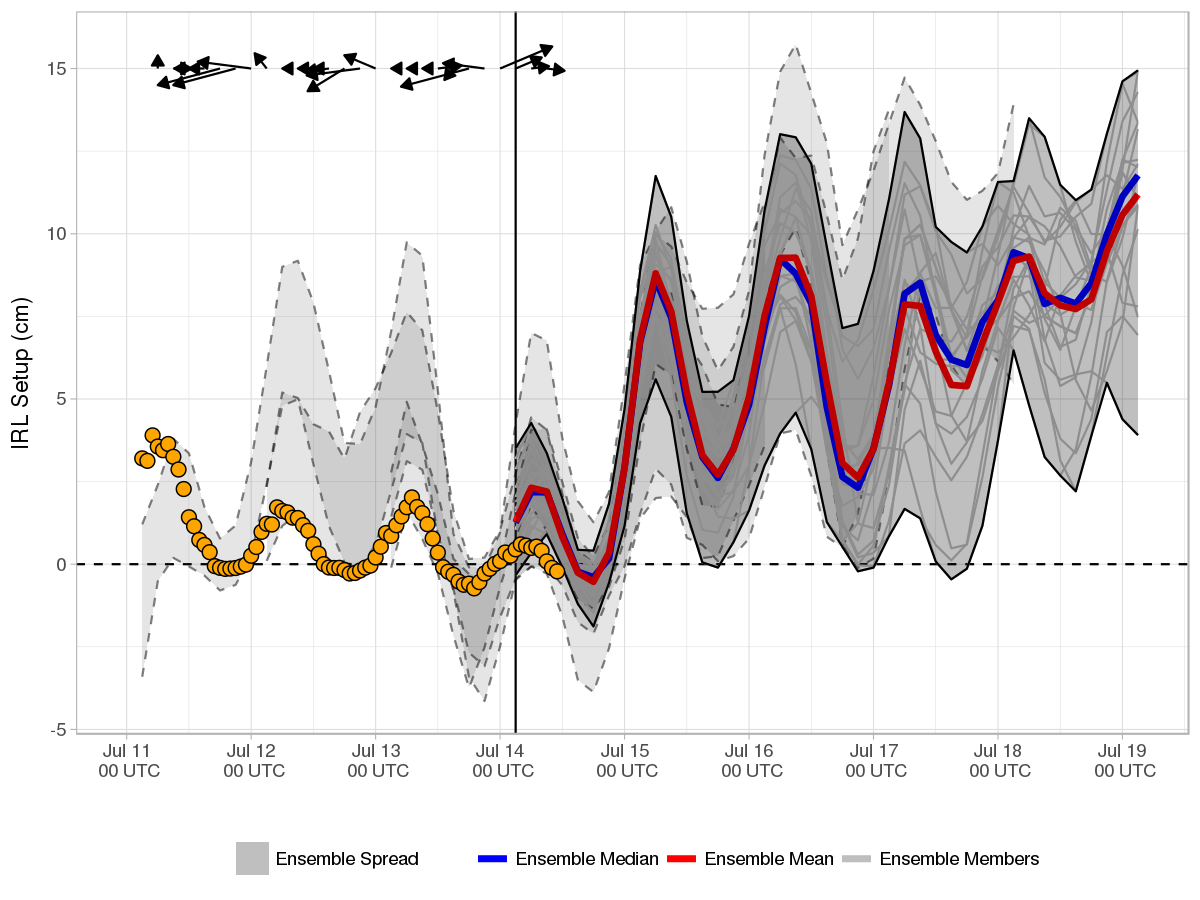 IRL Setup (cm)
15
10
5
0
-5
Jul 11 Jul 12 Jul 13 Jul 14 Jul 15 Jul 16 Jul 17 Jul 18 Jul 19
00 UTC 00 UTC 00 UTC 00 UTC 00 UTC 00 UTC 00 UTC 00 UTC 00 UTC
Ensemble Spread Ensemble Median Ensemble Mean Ensemble Members